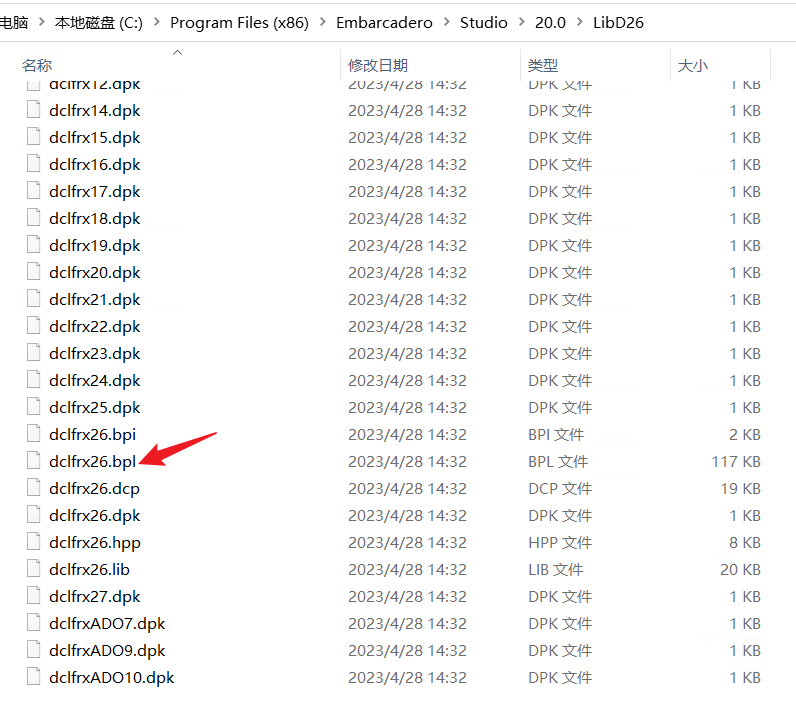 电脑 > 本地磁盘 (C:) > Program Files (x86) > Embarcadero > Studio > 20.0 > LibD26
名称 修改日期 类型 大小
dclfrx12.dpk 2023/4/28 14:32 DPK 文件 1 KB
dclfrx14.dpk 2023/4/28 14:32 DPK 文件 1 KB
dclfrx15.dpk 2023/4/28 14:32 DPK 文件 1 KB
dclfrx16.dpk 2023/4/28 14:32 DPK 文件 1 KB
dclfrx17.dpk 2023/4/28 14:32 DPK 文件 1 KB
dclfrx18.dpk 2023/4/28 14:32 DPK 文件 1 KB
dclfrx19.dpk 2023/4/28 14:32 DPK 文件 1 KB
dclfrx20.dpk 2023/4/28 14:32 DPK 文件 1 KB
dclfrx21.dpk 2023/4/28 14:32 DPK 文件 1 KB
dclfrx22.dpk 2023/4/28 14:32 DPK 文件 1 KB
dclfrx23.dpk 2023/4/28 14:32 DPK 文件 1 KB
dclfrx24.dpk 2023/4/28 14:32 DPK 文件 1 KB
dclfrx25.dpk 2023/4/28 14:32 DPK 文件 1 KB
dclfrx26.bpi 2023/4/28 14:32 BPI 文件 2 KB
dclfrx26.bpl 2023/4/28 14:32 BPL 文件 117 KB
dclfrx26.dcp 2023/4/28 14:32 DCP 文件 19 KB
dclfrx26.dpk 2023/4/28 14:32 DPK 文件 1 KB
dclfrx26.hpp 2023/4/28 14:32 HPP 文件 8 KB
dclfrx26.lib 2023/4/28 14:32 LIB 文件 20 KB
dclfrx27.dpk 2023/4/28 14:32 DPK 文件 1 KB
dclfrxADO7.dpk 2023/4/28 14:32 DPK 文件 1 KB
dclfrxADO9.dpk 2023/4/28 14:32 DPK 文件 1 KB
dclfrxADO10.dpk 2023/4/28 14:32 DPK 文件 1 KB